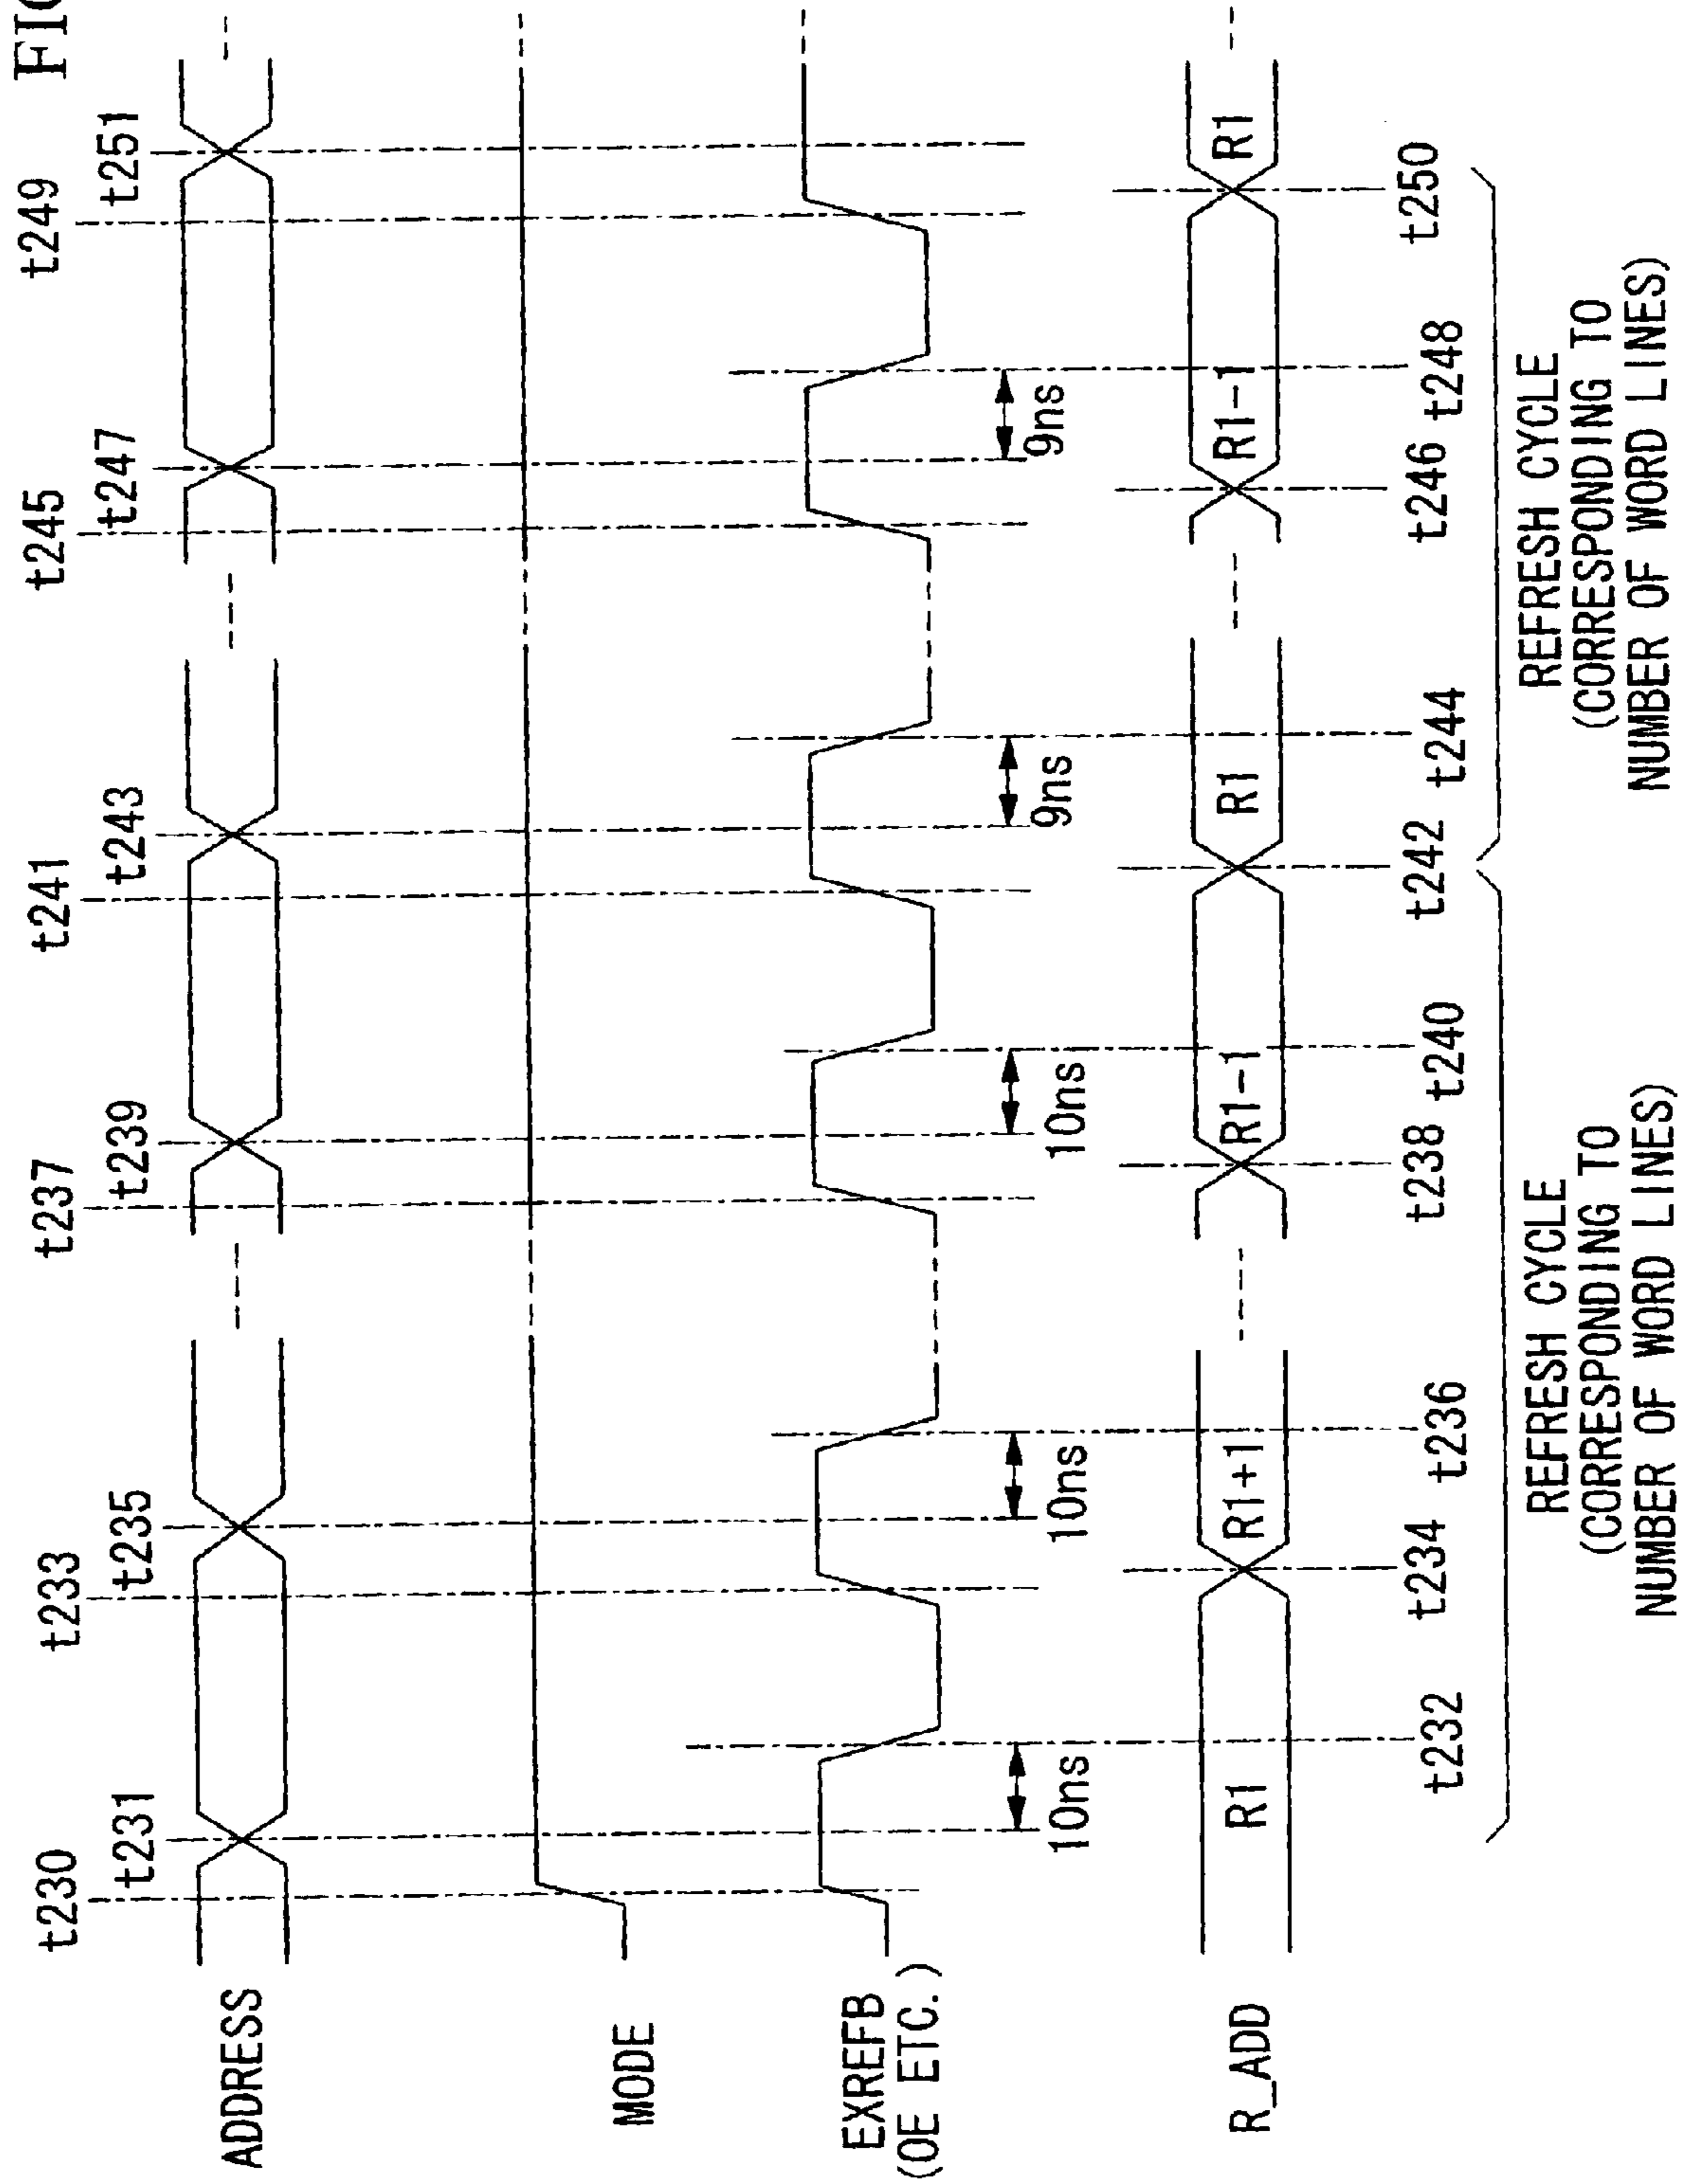 FIG
t230
t233
t237
t241
t245
t249
t231
t235
t239
t243
t247
t251
ADDRESS
MODE
EXREFB
(OE ETC.)
10ns
10ns
10ns
9ns
9ns
R_ADD
R1
R1+1
R1-1
R1
R1-1
R1
t232
t234
t236
t238
t240
t242
t244
t246
t248
t250
REFRESH CYCLE
(CORRESPONDING TO
NUMBER OF WORD LINES)
REFRESH CYCLE
(CORRESPONDING TO
NUMBER OF WORD LINES)